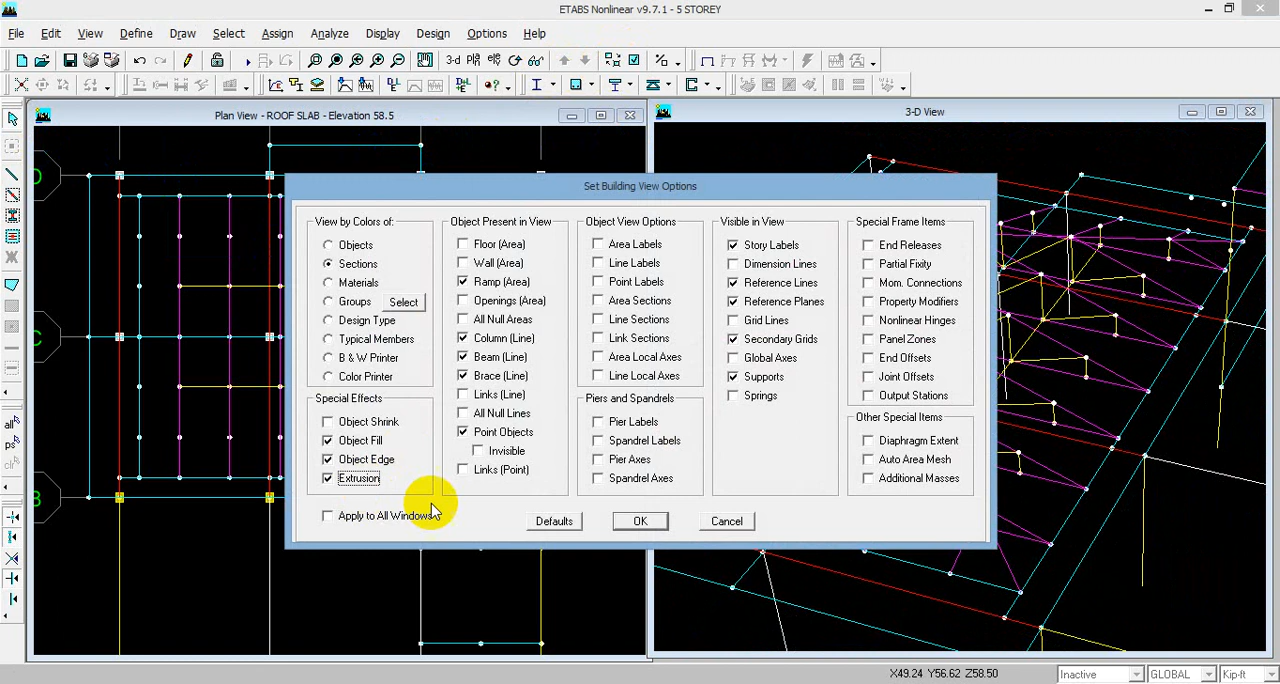 ETABS Nonlinear v9.7.1 - 5 STOREY
File Edit View Define Draw Select Assign Analyze Display Design Options Help
3-d
Plan View - ROOF SLAB - Elevation 58.5
3-D View
Set Building View Options
View by Colors of:
Objects
Sections
Materials
Groups Select
Design Type
Typical Members
B & W Printer
Color Printer
Special Effects
Object Shrink
Object Fill
Object Edge
Extrusion
Apply to All Windows
Object Present in View
Floor (Area)
Wall (Area)
Ramp (Area)
Openings (Area)
All Null Areas
Column (Line)
Beam (Line)
Brace (Line)
Links (Line)
All Null Lines
Point Objects
Invisible
Links (Point)
Object View Options
Area Labels
Line Labels
Point Labels
Area Sections
Line Sections
Link Sections
Area Local Axes
Line Local Axes
Piers and Spandrels
Pier Labels
Spandrel Labels
Pier Axes
Spandrel Axes
Visible in View
Story Labels
Dimension Lines
Reference Lines
Reference Planes
Grid Lines
Secondary Grids
Global Axes
Supports
Springs
Special Frame Items
End Releases
Partial Fixity
Mom. Connections
Property Modifiers
Nonlinear Hinges
Panel Zones
End Offsets
Joint Offsets
Output Stations
Other Special Items
Diaphragm Extent
Auto Area Mesh
Additional Masses
Defaults OK Cancel
D
C
B
all
ps
clr
X49.24 Y56.62 Z58.50 Inactive GLOBAL Kip-ft